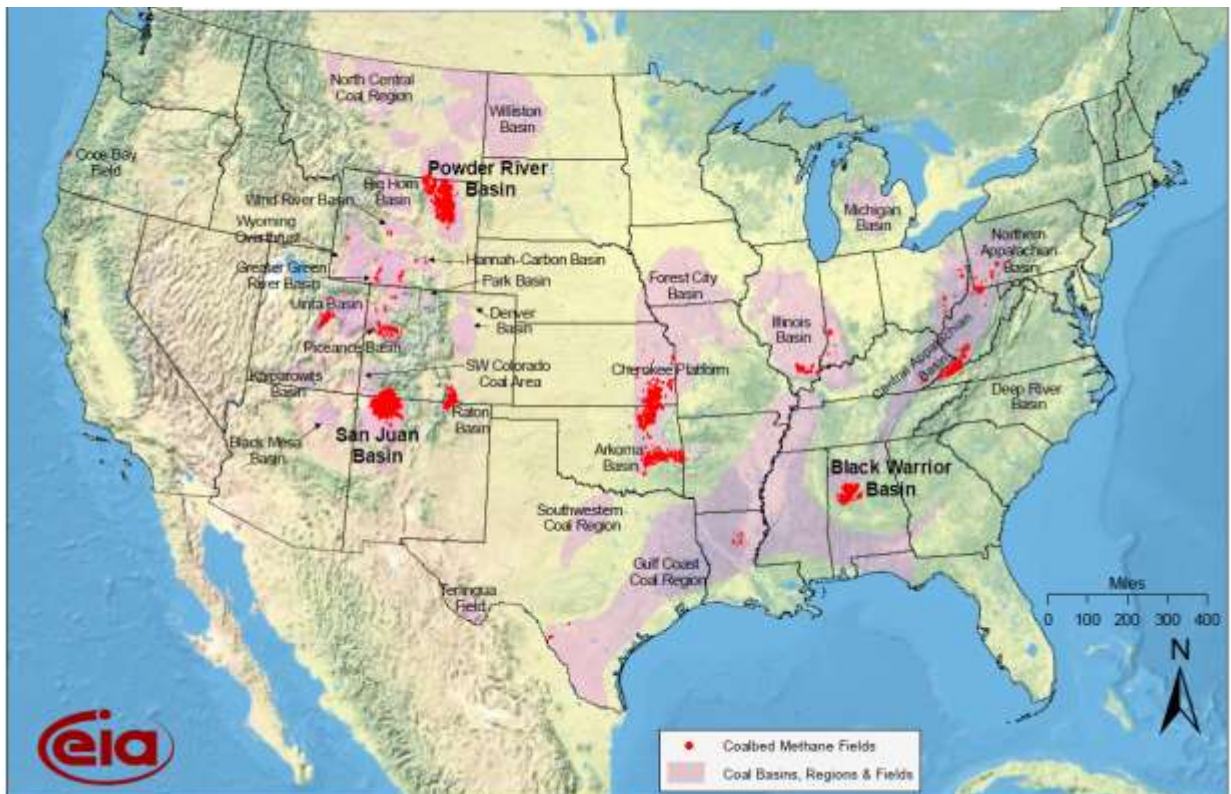 North Central
Coal Region
Williston
Basin
Coos Bay
Field
Powder River
Basin
Big Horn
Basin
Wind River Basin
Wyoming
Overthrust
Hannah-Carbon Basin
Greater Green
River Basin
Park Basin
Uinta Basin
Denver
Basin
Piceance Basin
SW Colorado
Coal Area
Kaiparowits
Basin
Black Mesa
Basin
San Juan
Basin
Raton
Basin
Forest City
Basin
Cherokee Platform
Arkoma
Basin
Southwestern
Coal Region
Gulf Coast
Coal Region
Terlingua
Field
Michigan
Basin
Illinois
Basin
Northern
Appalachian
Basin
Central Appalachian
Basin
Deep River
Basin
Black Warrior
Basin
Miles
0 100 200 300 400
N
eia
Coalbed Methane Fields
Coal Basins, Regions & Fields